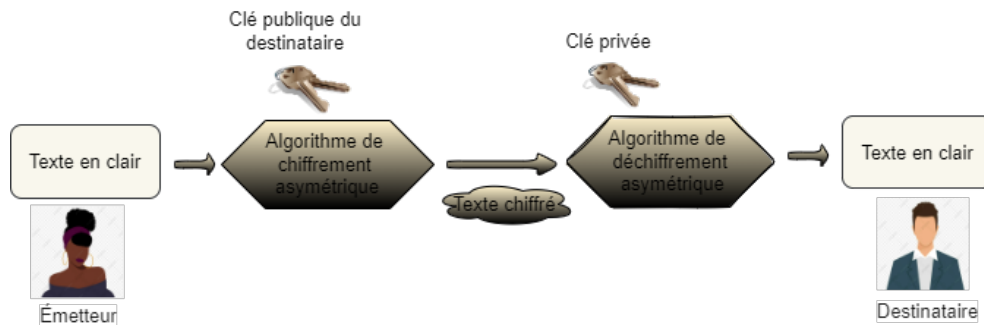 Clé publique du
destinataire
Clé privée
Texte en clair
Algorithme de
chiffrement
asymétrique
Texte chiffré
Algorithme de
déchiffrement
asymétrique
Texte en clair
Émetteur
Destinataire